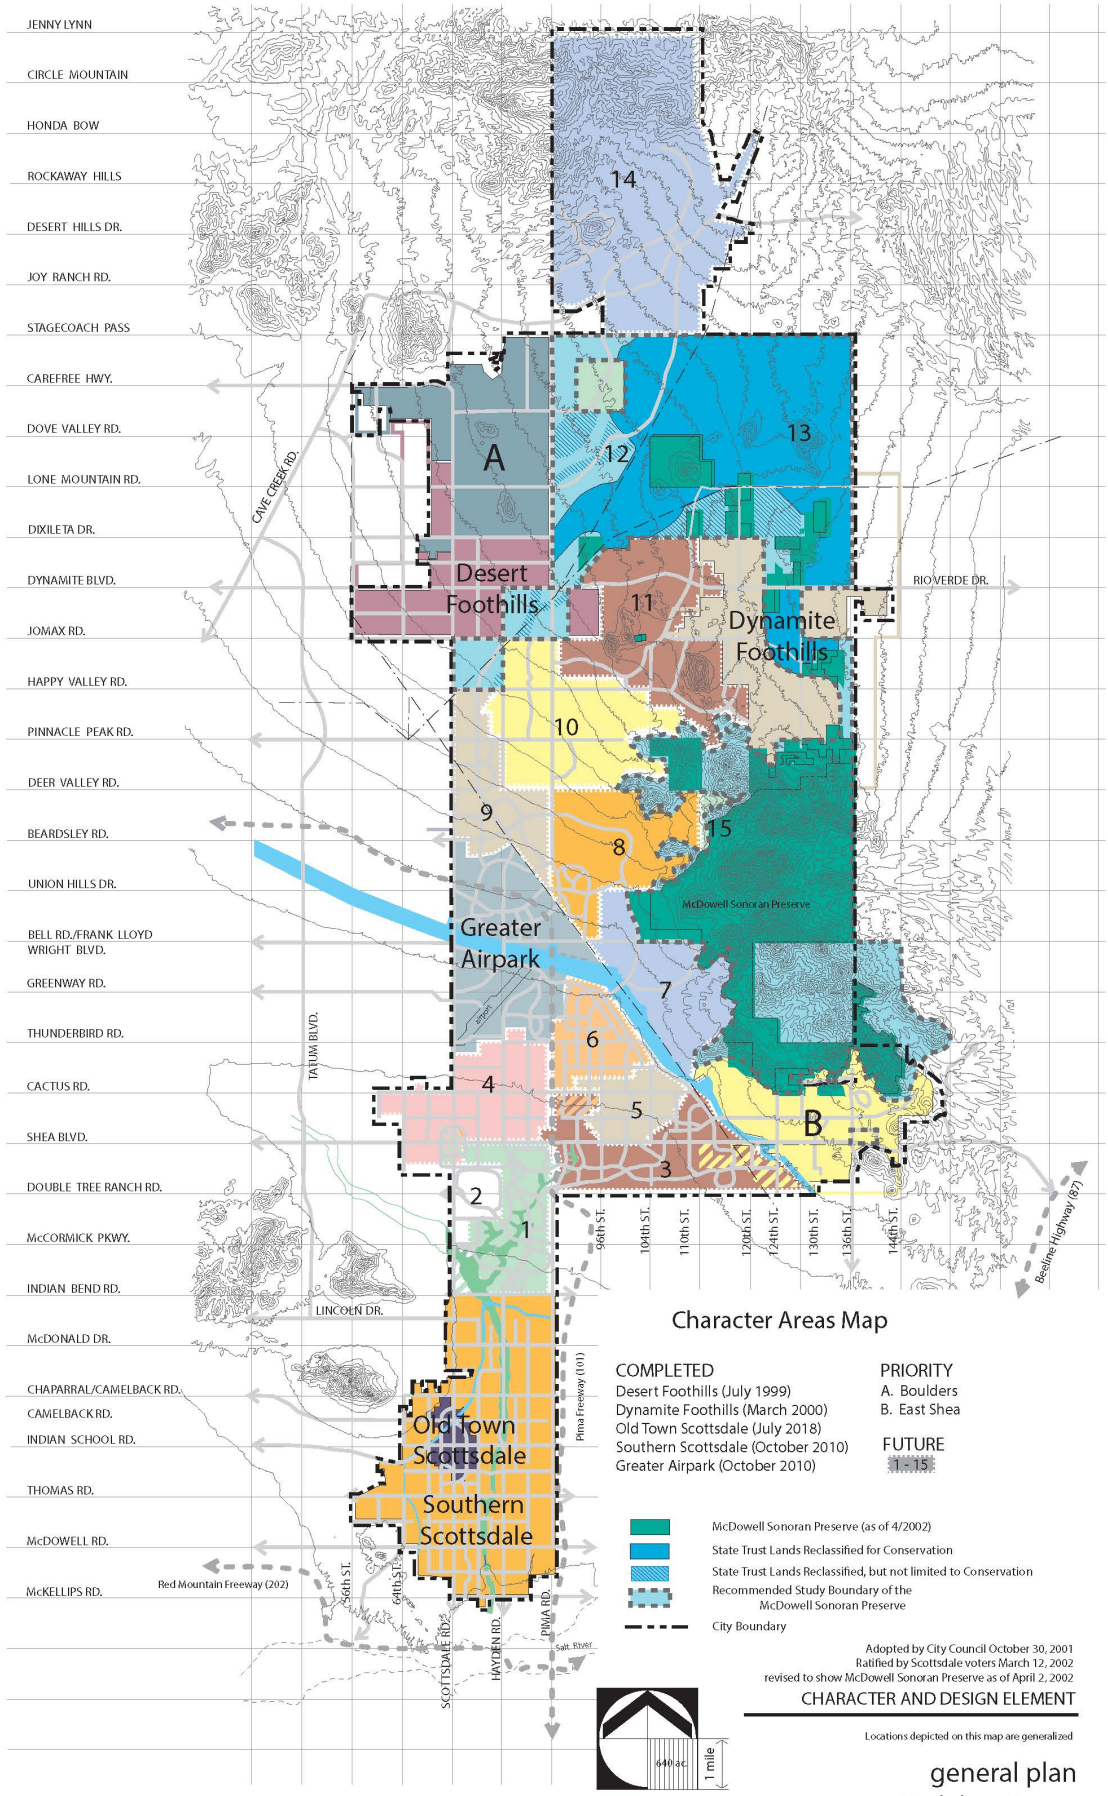 JENNY LYNN
CIRCLE MOUNTAIN
HONDA BOW
ROCKAWAY HILLS
14
DESERT HILLS DR.
JOY RANCH RD.
STAGECOACH PASS
CAREFREE HWY.
DOVE VALLEY RD.
13
12
A
LONE MOUNTAIN RD.
CAVE CREEK RD.
DIXILETA DR.
DYNAMITE BLVD.
RIO VERDE DR.
Desert
Foothills
11
Dynamite
Foothills
JOMAX RD.
HAPPY VALLEY RD.
PINNACLE PEAK RD.
10
DEER VALLEY RD.
9
BEARDSLEY RD.
15
8
UNION HILLS DR.
McDowell Sonoran Preserve
BELL RD./FRANK LLOYD
WRIGHT BLVD.
Greater
Airpark
GREENWAY RD.
7
airport
THUNDERBIRD RD.
TATUM BLVD.
6
CACTUS RD.
4
5
B
SHEA BLVD.
3
DOUBLE TREE RANCH RD.
2
1
96th ST.
104th ST.
110th ST.
120th ST.
124th ST.
130th ST.
136th ST.
144th ST.
Beeline Highway (87)
McCORMICK PKWY.
INDIAN BEND RD.
LINCOLN DR.
McDONALD DR.
CHAPARRAL/CAMELBACK RD.
CAMELBACK RD.
INDIAN SCHOOL RD.
Old Town
Scottsdale
Pima Freeway (101)
THOMAS RD.
Southern
Scottsdale
McDOWELL RD.
McKELLIPS RD.
Red Mountain Freeway (202)
56th ST.
64th ST.
SCOTTSDALE RD.
HAYDEN RD.
PIMA RD.
Salt River
Character Areas Map
COMPLETED
Desert Foothills (July 1999)
Dynamite Foothills (March 2000)
Old Town Scottsdale (July 2018)
Southern Scottsdale (October 2010)
Greater Airpark (October 2010)
PRIORITY
A. Boulders
B. East Shea
FUTURE
1 - 15
McDowell Sonoran Preserve (as of 4/2002)
State Trust Lands Reclassified for Conservation
State Trust Lands Reclassified, but not limited to Conservation
Recommended Study Boundary of the
McDowell Sonoran Preserve
City Boundary
Adopted by City Council October 30, 2001
Ratified by Scottsdale voters March 12, 2002
revised to show McDowell Sonoran Preserve as of April 2, 2002
CHARACTER AND DESIGN ELEMENT
Locations depicted on this map are generalized
640 ac.
1 mile
general plan